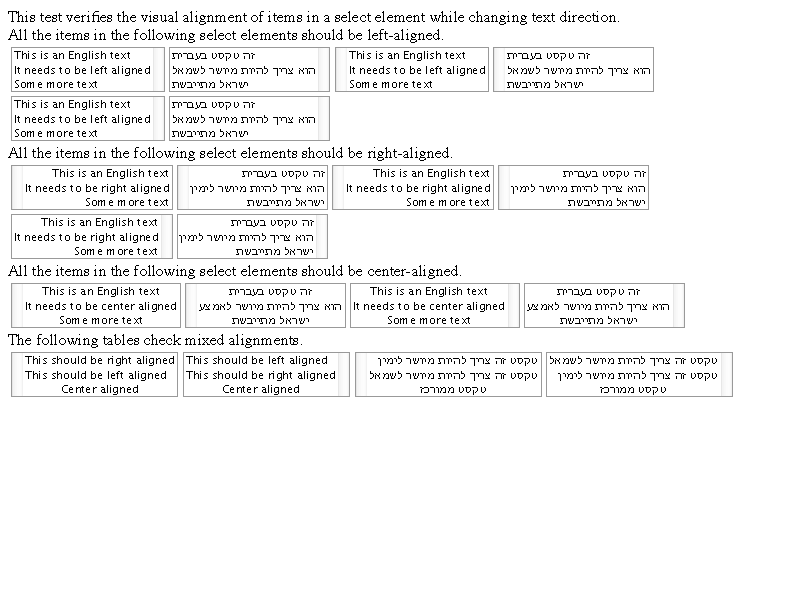 This test verifies the visual alignment of items in a select element while changing text direction.
All the items in the following select elements should be left-aligned.
This is an English text
It needs to be left aligned
Some more text
זה טקסט בעברית
הוא צריך להיות מיושר לשמאל
ישראל מתייבשת
This is an English text
It needs to be left aligned
Some more text
זה טקסט בעברית
הוא צריך להיות מיושר לשמאל
ישראל מתייבשת
This is an English text
It needs to be left aligned
Some more text
זה טקסט בעברית
הוא צריך להיות מיושר לשמאל
ישראל מתייבשת
All the items in the following select elements should be right-aligned.
This is an English text
It needs to be right aligned
Some more text
זה טקסט בעברית
הוא צריך להיות מיושר לימין
ישראל מתייבשת
This is an English text
It needs to be right aligned
Some more text
זה טקסט בעברית
הוא צריך להיות מיושר לימין
ישראל מתייבשת
This is an English text
It needs to be right aligned
Some more text
זה טקסט בעברית
הוא צריך להיות מיושר לימין
ישראל מתייבשת
All the items in the following select elements should be center-aligned.
This is an English text
It needs to be center aligned
Some more text
זה טקסט בעברית
הוא צריך להיות מיושר לאמצע
ישראל מתייבשת
This is an English text
It needs to be center aligned
Some more text
זה טקסט בעברית
הוא צריך להיות מיושר לאמצע
ישראל מתייבשת
The following tables check mixed alignments.
This should be right aligned
This should be left aligned
Center aligned
This should be left aligned
This should be right aligned
Center aligned
טקסט זה צריך להיות מיושר לימין
טקסט זה צריך להיות מיושר לשמאל
טקסט ממורכז
טקסט זה צריך להיות מיושר לשמאל
טקסט זה צריך להיות מיושר לימין
טקסט ממורכז